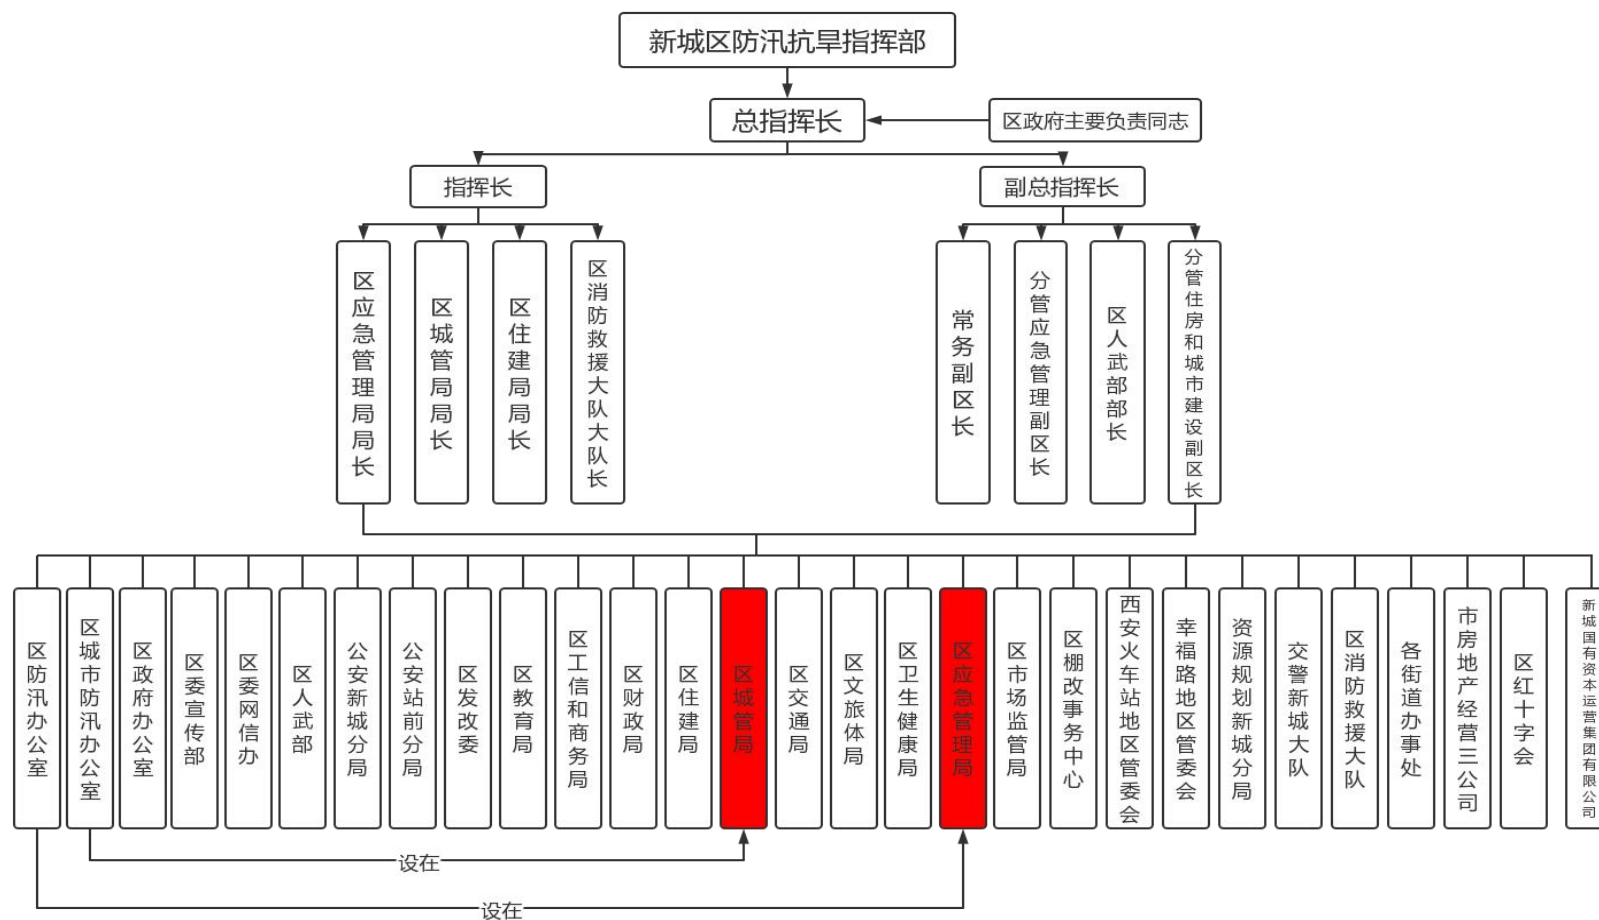 新城区防汛抗旱指挥部
总指挥长
区政府主要负责同志
指挥长
副总指挥长
区应急管理局局长
区城管局局长
区住建局局长
区消防救援大队大队长
常务副区长
分管应急管理副区长
区人武部部长
分管住房和城市建设副区长
区防汛办公室
区城市防汛办公室
区政府办公室
区委宣传部
区委网信办
区人武部
公安新城分局
公安站前分局
区发改委
区教育局
区工信和商务局
区财政局
区住建局
区城管局
区交通局
区文旅体局
区卫生健康局
区应急管理局
区市场监管局
区棚改事务中心
西安火车站地区管委会
幸福路地区管委会
资源规划新城分局
交警新城大队
区消防救援大队
各街道办事处
市房地产经营三公司
区红十字会
新城国有资本运营集团有限公司
设在
设在